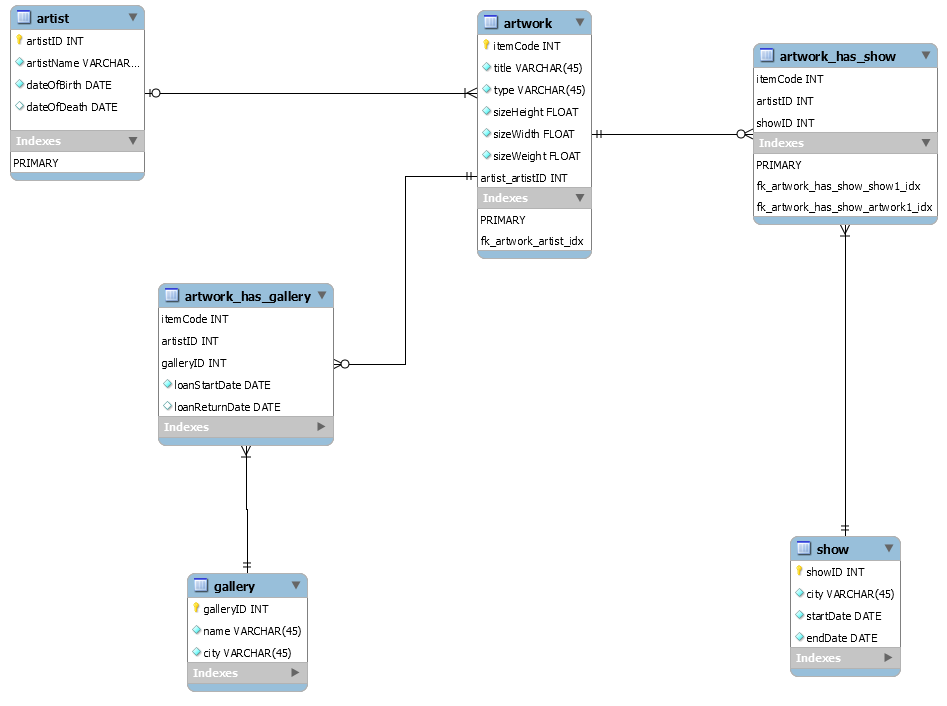 artist
artistID INT
artistName VARCHAR...
dateOfBirth DATE
dateOfDeath DATE
Indexes
PRIMARY
artwork
itemCode INT
title VARCHAR(45)
type VARCHAR(45)
sizeHeight FLOAT
sizeWidth FLOAT
sizeWeight FLOAT
artist_artistID INT
Indexes
PRIMARY
fk_artwork_artist_idx
artwork_has_show
itemCode INT
artistID INT
showID INT
Indexes
PRIMARY
fk_artwork_has_show_show1_idx
fk_artwork_has_show_artwork1_idx
artwork_has_gallery
itemCode INT
artistID INT
galleryID INT
loanStartDate DATE
loanReturnDate DATE
Indexes
gallery
galleryID INT
name VARCHAR(45)
city VARCHAR(45)
Indexes
show
showID INT
city VARCHAR(45)
startDate DATE
endDate DATE
Indexes